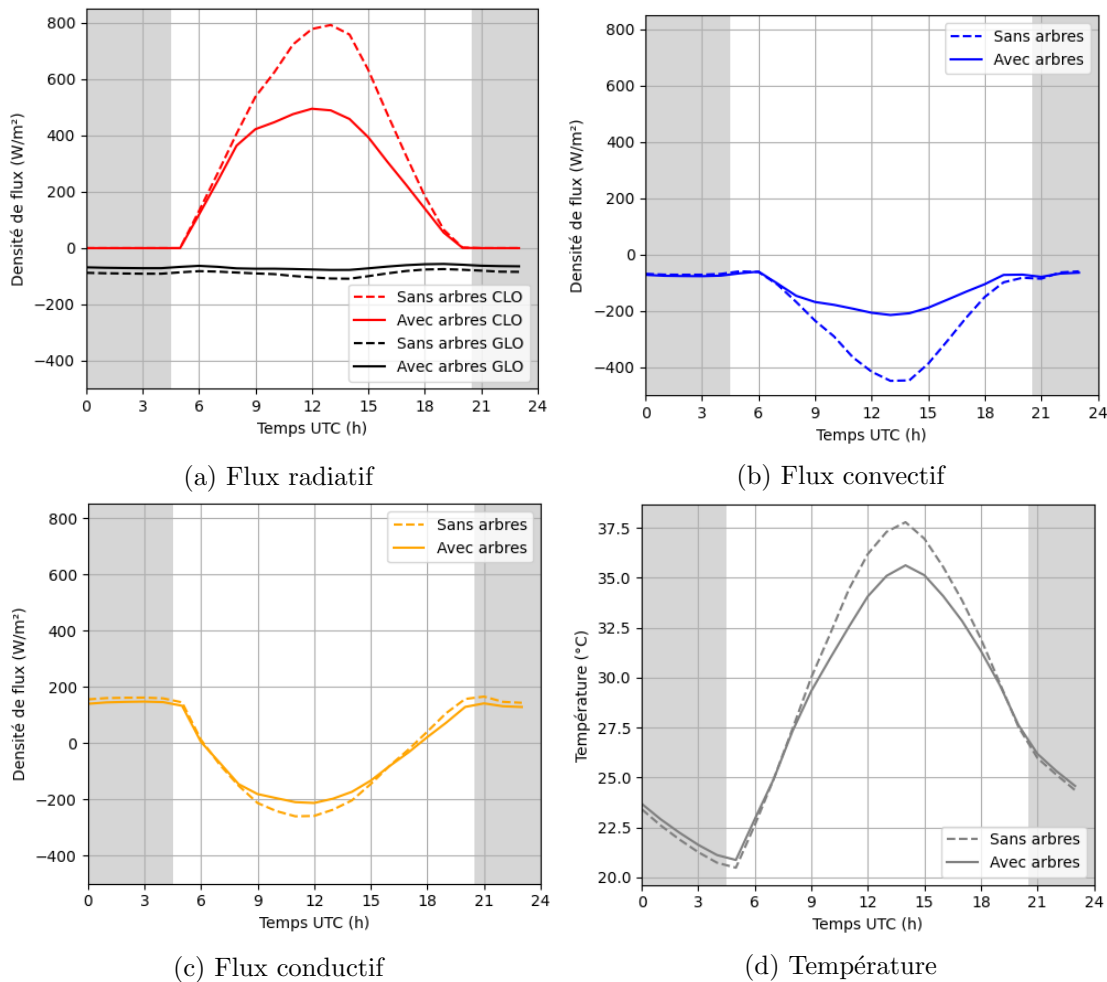 800
600
400
200
0
−200
−400
Densité de flux (W/m²)
Sans arbres CLO
Avec arbres CLO
Sans arbres GLO
Avec arbres GLO
0 3 6 9 12 15 18 21 24
Temps UTC (h)
(a) Flux radiatif
800
600
400
200
0
−200
−400
Densité de flux (W/m²)
Sans arbres
Avec arbres
0 3 6 9 12 15 18 21 24
Temps UTC (h)
(b) Flux convectif
800
600
400
200
0
−200
−400
Densité de flux (W/m²)
Sans arbres
Avec arbres
0 3 6 9 12 15 18 21 24
Temps UTC (h)
(c) Flux conductif
37.5
35.0
32.5
30.0
27.5
25.0
22.5
20.0
Température (°C)
Sans arbres
Avec arbres
0 3 6 9 12 15 18 21 24
Temps UTC (h)
(d) Température